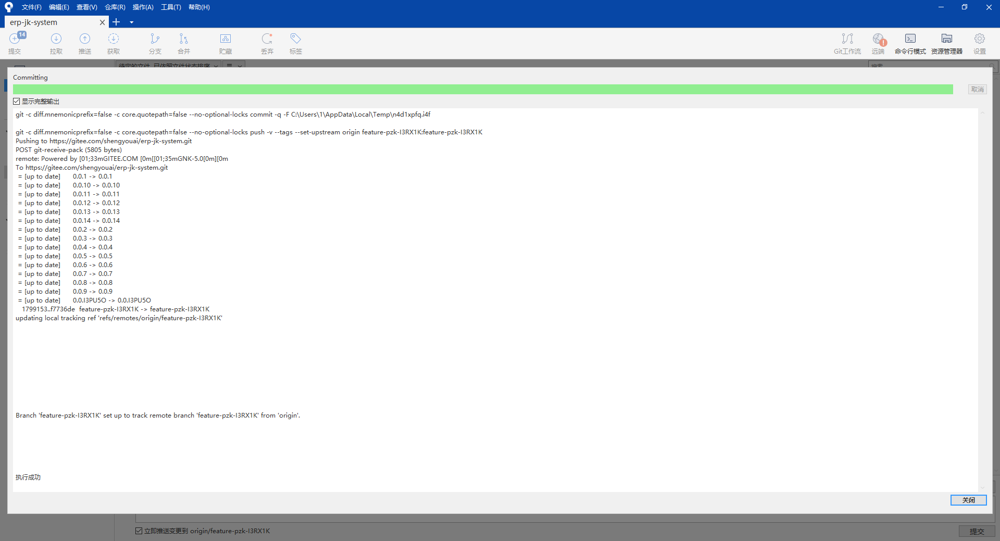 文件(F) 编辑(E) 查看(V) 仓库(R) 操作(A) 工具(T) 帮助(H)
erp-jk-system
14
提交 拉取 推送 获取 分支 合并 贮藏 丢弃 标签 Git工作流 远端 命令行模式 资源管理器 设置
待定的文件, 已依照文件状态排序
搜索
Committing
取消
显示完整输出
git -c diff.mnemonicprefix=false -c core.quotepath=false --no-optional-locks commit -q -F C:\Users\1\AppData\Local\Temp\n4d1xpfq.i4f
git -c diff.mnemonicprefix=false -c core.quotepath=false --no-optional-locks push -v --tags --set-upstream origin feature-pzk-I3RX1K:feature-pzk-I3RX1K
Pushing to https://gitee.com/shengyouai/erp-jk-system.git
POST git-receive-pack (5805 bytes)
remote: Powered by [01;33mGITEE.COM [0m[[01;35mGNK-5.0[0m][0m
To https://gitee.com/shengyouai/erp-jk-system.git
= [up to date] 0.0.1 -> 0.0.1
= [up to date] 0.0.10 -> 0.0.10
= [up to date] 0.0.11 -> 0.0.11
= [up to date] 0.0.12 -> 0.0.12
= [up to date] 0.0.13 -> 0.0.13
= [up to date] 0.0.14 -> 0.0.14
= [up to date] 0.0.2 -> 0.0.2
= [up to date] 0.0.3 -> 0.0.3
= [up to date] 0.0.4 -> 0.0.4
= [up to date] 0.0.5 -> 0.0.5
= [up to date] 0.0.6 -> 0.0.6
= [up to date] 0.0.7 -> 0.0.7
= [up to date] 0.0.8 -> 0.0.8
= [up to date] 0.0.9 -> 0.0.9
= [up to date] 0.0.I3PU5O -> 0.0.I3PU5O
1799153..f7736de feature-pzk-I3RX1K -> feature-pzk-I3RX1K
updating local tracking ref 'refs/remotes/origin/feature-pzk-I3RX1K'
Branch 'feature-pzk-I3RX1K' set up to track remote branch 'feature-pzk-I3RX1K' from 'origin'.
执行成功
关闭
立即推送变更到 origin/feature-pzk-I3RX1K
提交